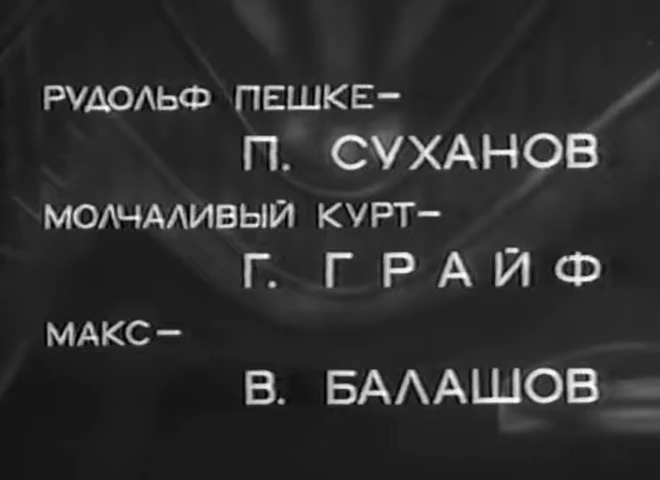 РУДОЛЬФ ПЕШКЕ–
П. СУХАНОВ
МОЛЧАЛИВЫЙ КУРТ–
Г. ГРАЙФ
МАКС–
В. БАЛАШОВ